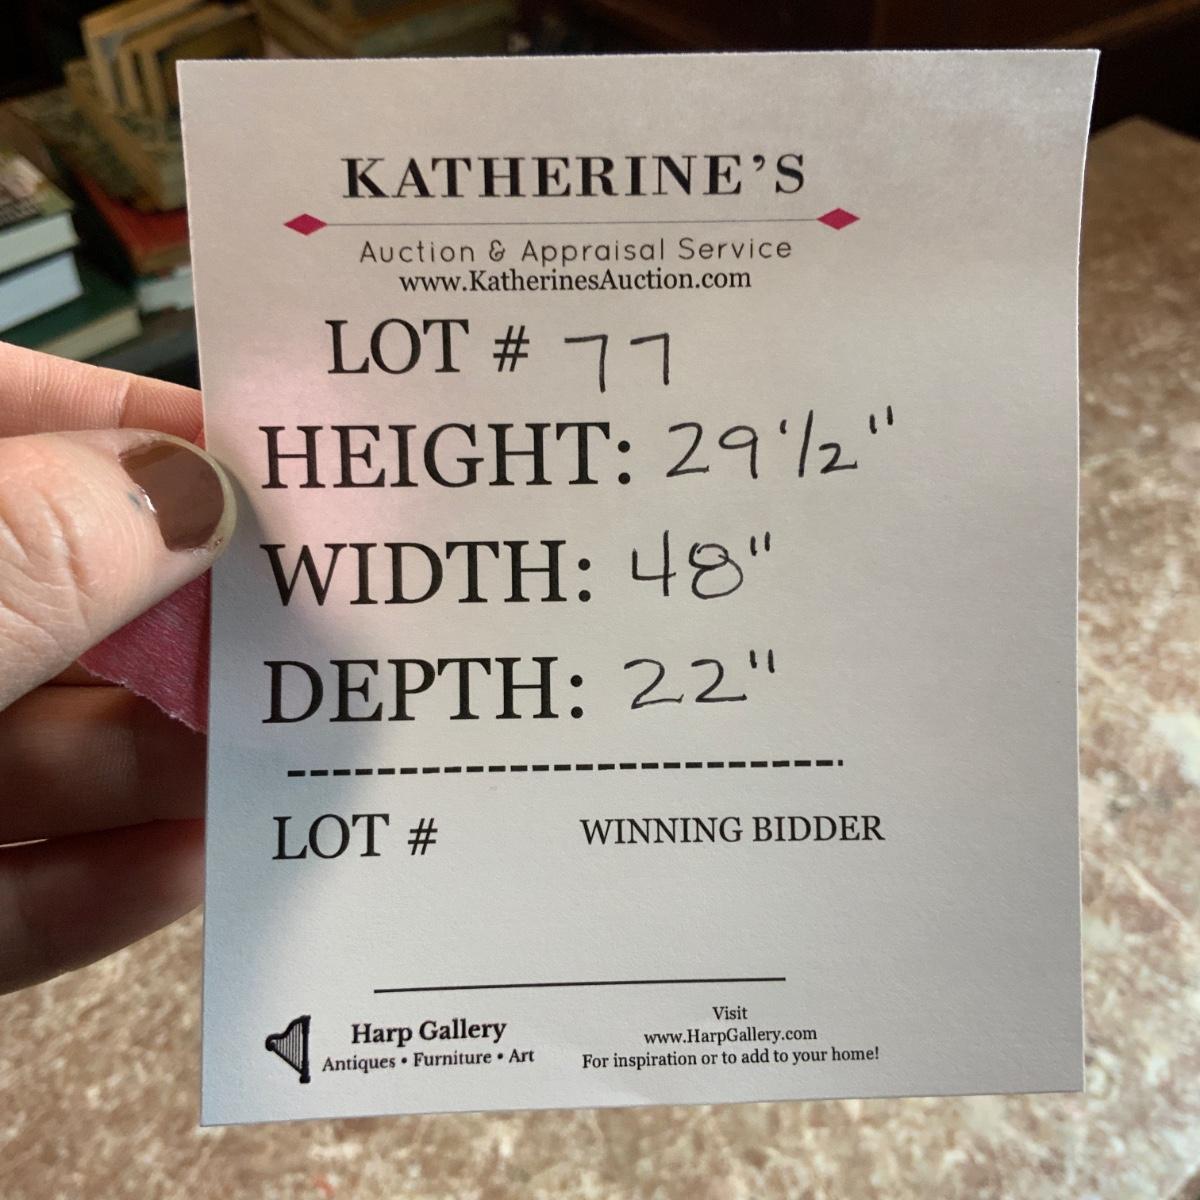 KATHERINE'S
Auction & Appraisal Service
www.KatherinesAuction.com
LOT # 77
HEIGHT: 29 1/2"
WIDTH: 48"
DEPTH: 22"
LOT # WINNING BIDDER
Harp Gallery
Antiques • Furniture • Art
Visit
www.HarpGallery.com
For inspiration or to add to your home!